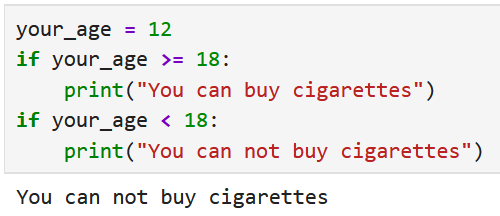 your_age = 12
if your_age >= 18:
    print("You can buy cigarettes")
if your_age < 18:
    print("You can not buy cigarettes")
You can not buy cigarettes